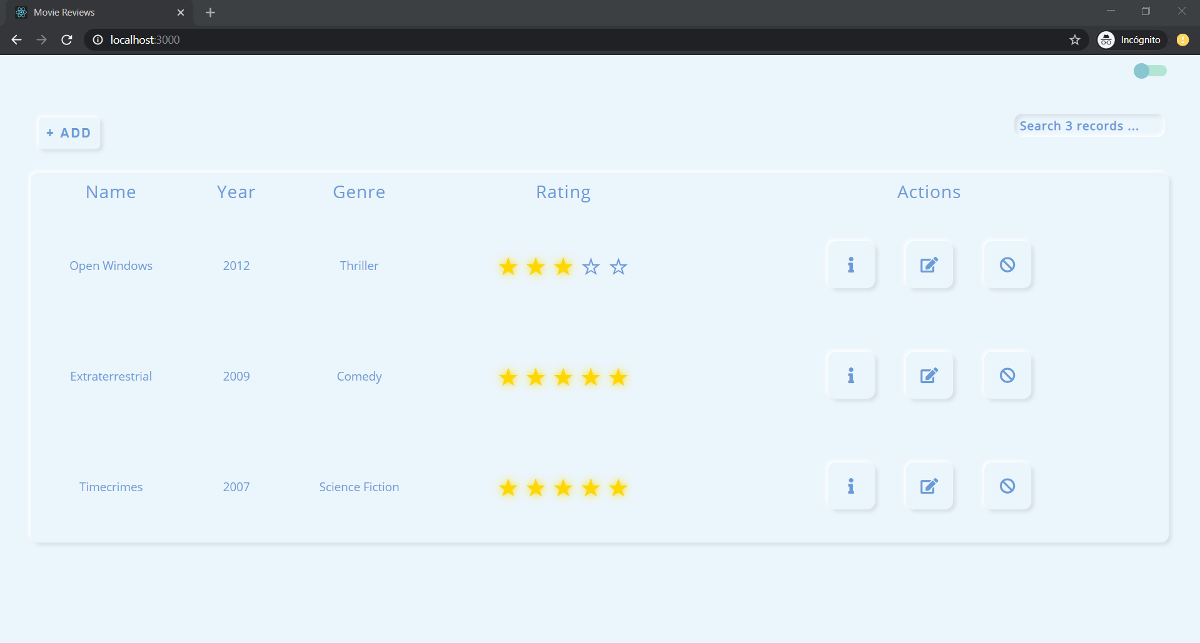 Movie Reviews
localhost:3000
Incógnito
+ ADD
Search 3 records ...
Name Year Genre Rating Actions
Open Windows 2012 Thriller
Extraterrestrial 2009 Comedy
Timecrimes 2007 Science Fiction